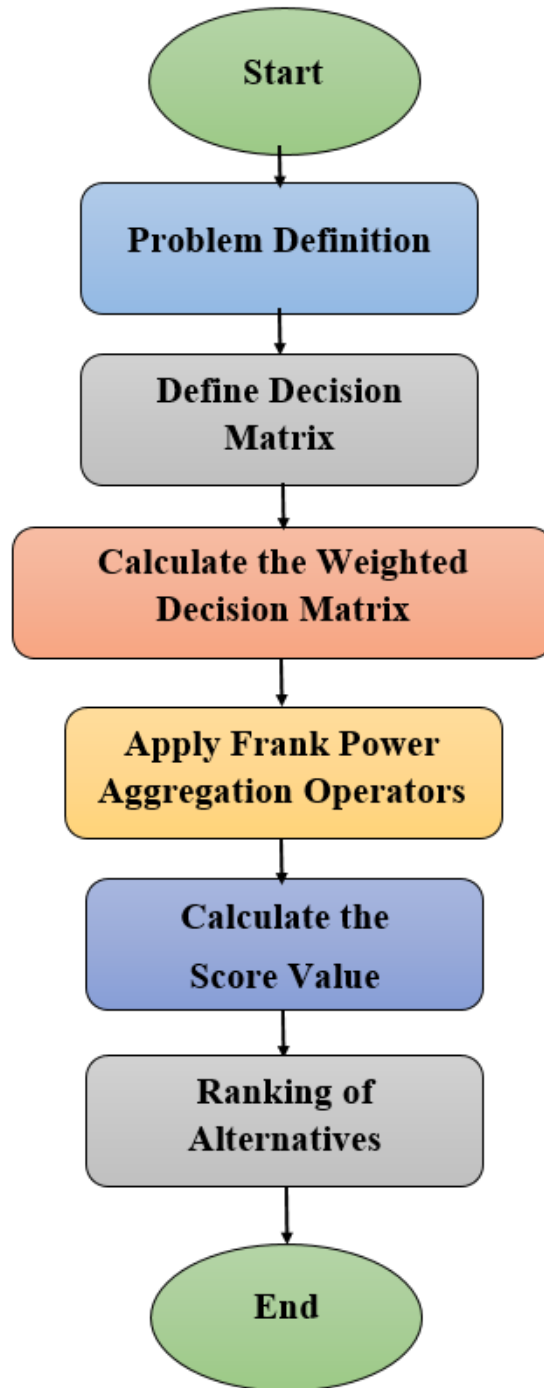 Start
Problem Definition
Define Decision
Matrix
Calculate the Weighted
Decision Matrix
Apply Frank Power
Aggregation Operators
Calculate the
Score Value
Ranking of
Alternatives
End